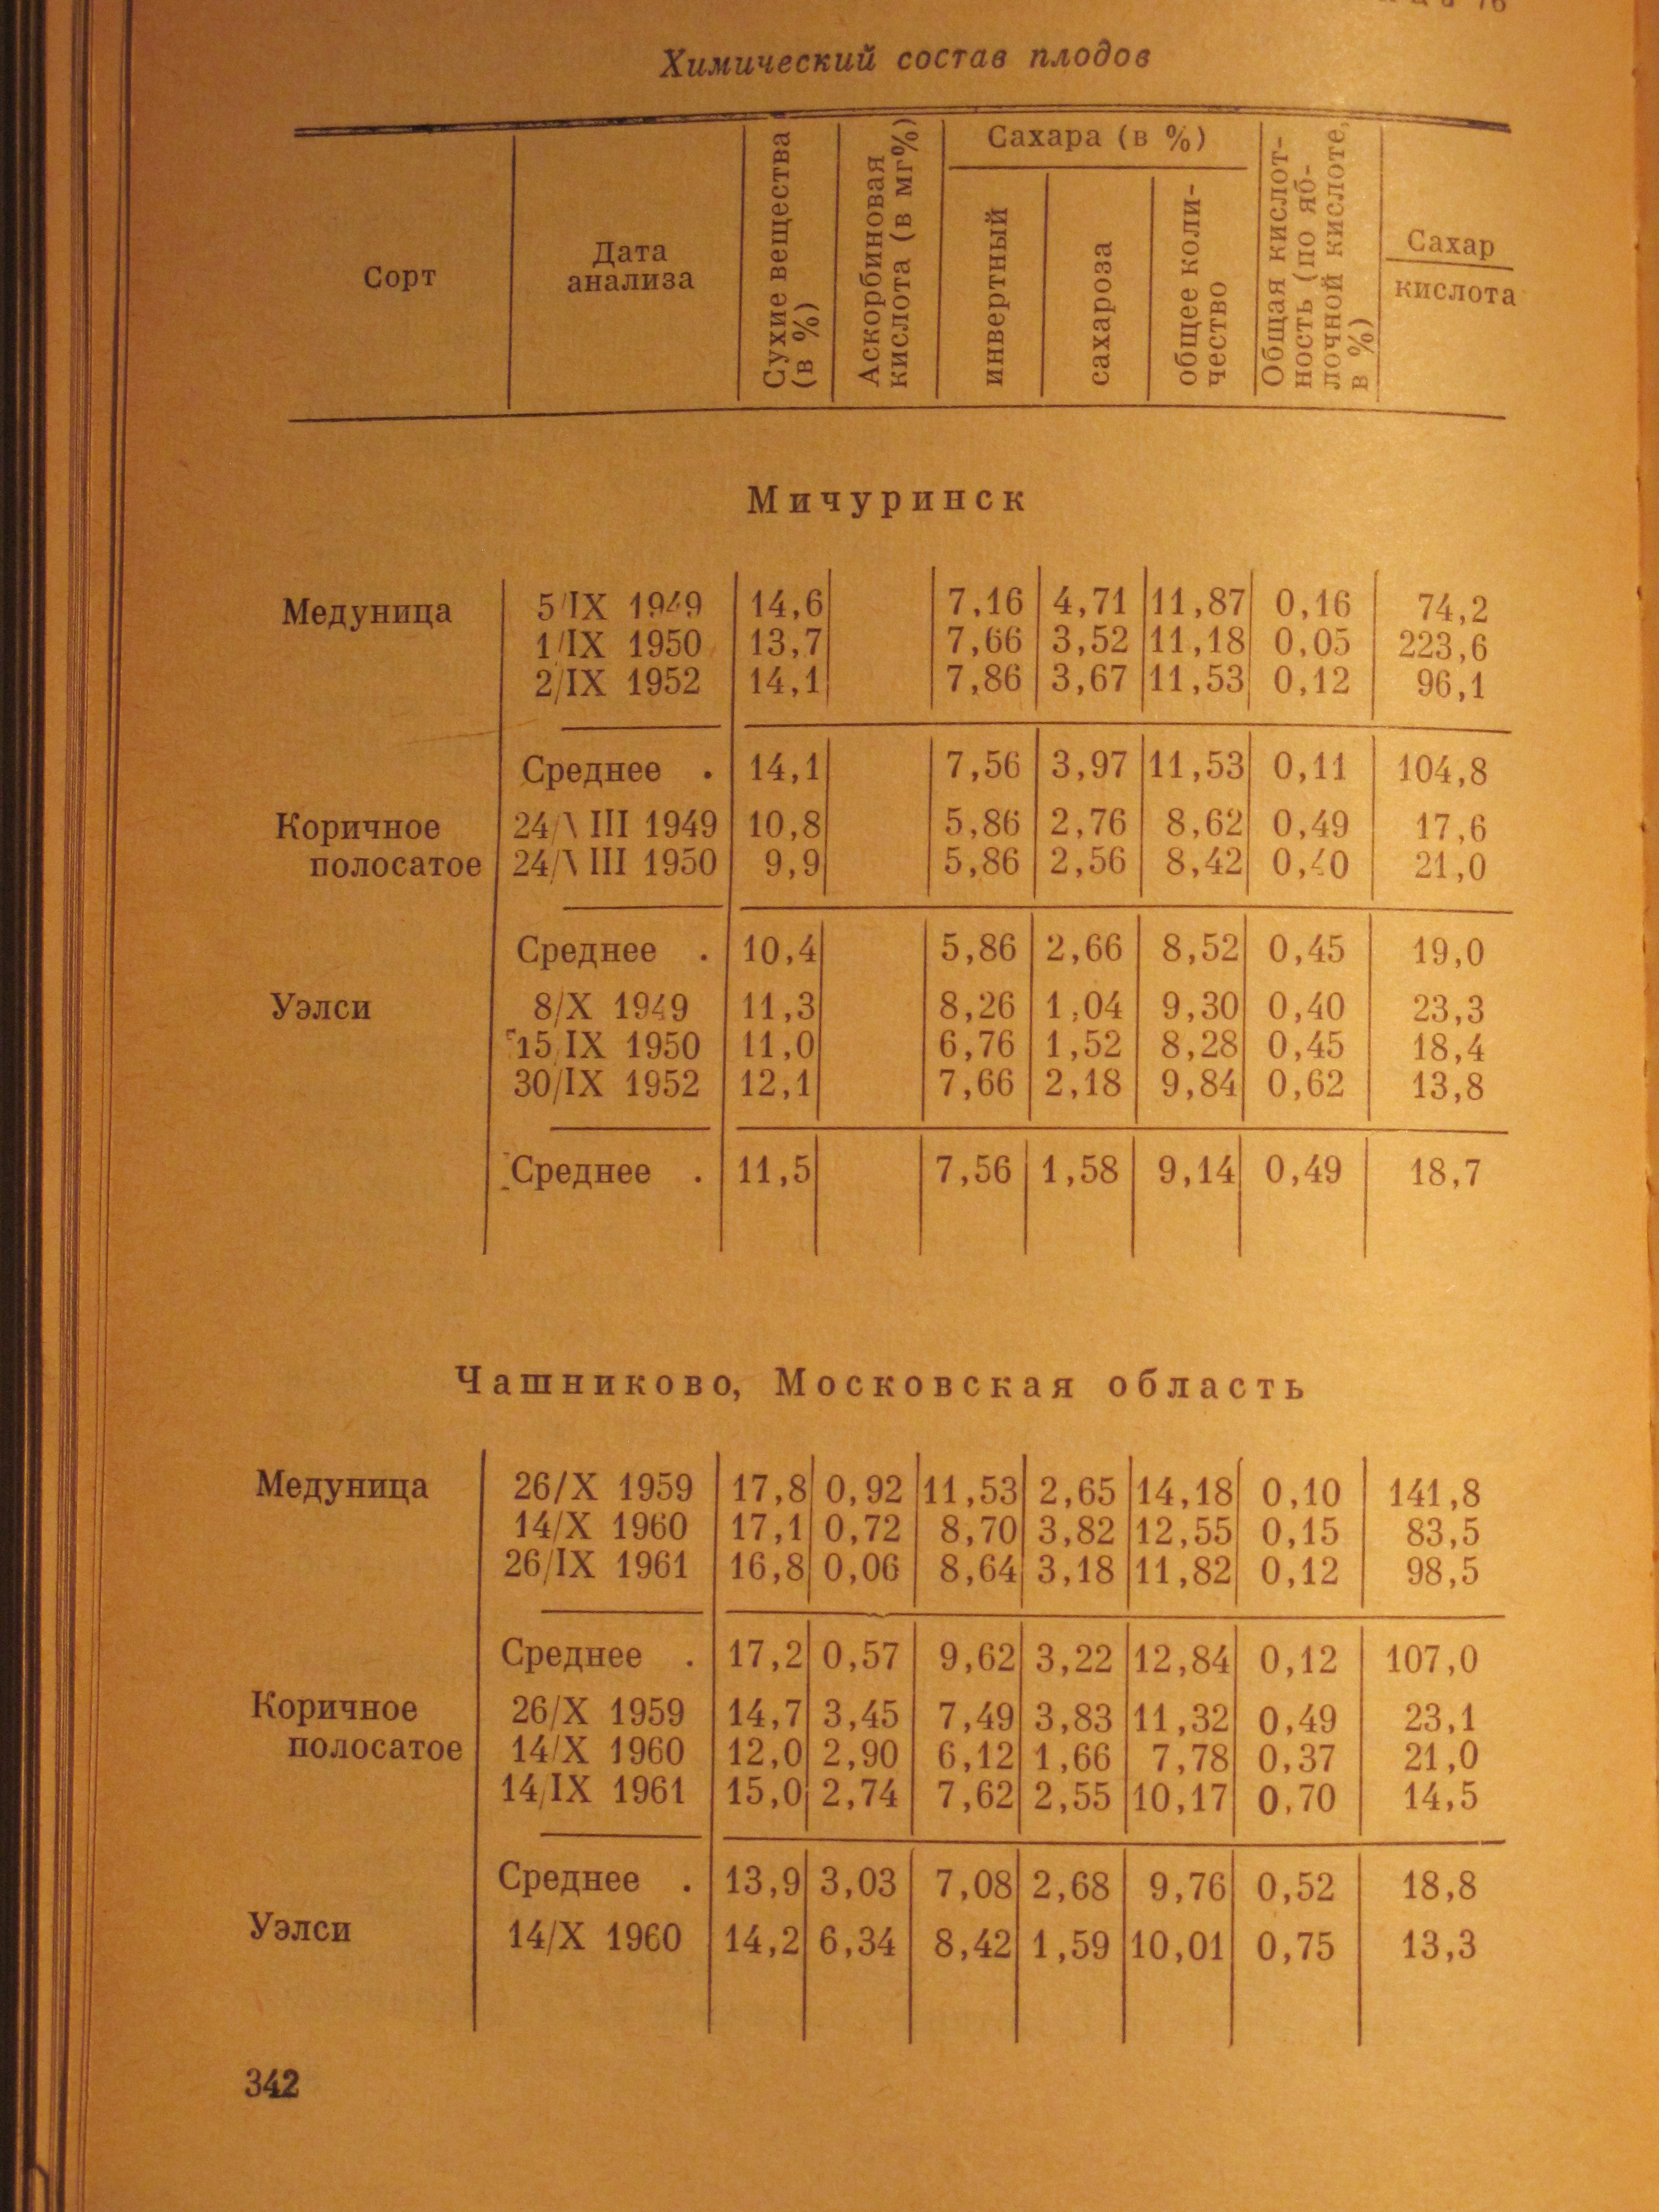 76
Химический состав плодов
Сорт
Дата
анализа
Сухие вещества
(в %)
Аскорбиновая
кислота (в мг%)
Сахара (в %)
инвертный
сахароза
общее коли-
чество
Общая кислот-
ность (по яб-
лочной кислоте,
в %)
Сахар
кислота
Мичуринск
Медуница 5/IX 1949 14,6 7,16 4,71 11,87 0,16 74,2
1/IX 1950 13,7 7,66 3,52 11,18 0,05 223,6
2/IX 1952 14,1 7,86 3,67 11,53 0,12 96,1
Среднее . 14,1 7,56 3,97 11,53 0,11 104,8
Коричное 24/VIII 1949 10,8 5,86 2,76 8,62 0,49 17,6
полосатое 24/VIII 1950 9,9 5,86 2,56 8,42 0,40 21,0
Среднее . 10,4 5,86 2,66 8,52 0,45 19,0
Уэлси 8/X 1949 11,3 8,26 1,04 9,30 0,40 23,3
15/IX 1950 11,0 6,76 1,52 8,28 0,45 18,4
30/IX 1952 12,1 7,66 2,18 9,84 0,62 13,8
Среднее . 11,5 7,56 1,58 9,14 0,49 18,7
Чашниково, Московская область
Медуница 26/X 1959 17,8 0,92 11,53 2,65 14,18 0,10 141,8
14/X 1960 17,1 0,72 8,70 3,82 12,55 0,15 83,5
26/IX 1961 16,8 0,06 8,64 3,18 11,82 0,12 98,5
Среднее . 17,2 0,57 9,62 3,22 12,84 0,12 107,0
Коричное 26/X 1959 14,7 3,45 7,49 3,83 11,32 0,49 23,1
полосатое 14/X 1960 12,0 2,90 6,12 1,66 7,78 0,37 21,0
14/IX 1961 15,0 2,74 7,62 2,55 10,17 0,70 14,5
Среднее . 13,9 3,03 7,08 2,68 9,76 0,52 18,8
Уэлси 14/X 1960 14,2 6,34 8,42 1,59 10,01 0,75 13,3
342